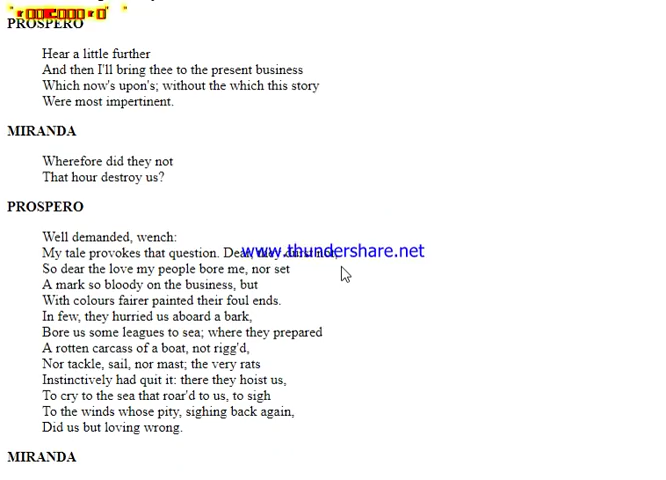 PROSPERO
Hear a little further
And then I'll bring thee to the present business
Which now's upon's; without the which this story
Were most impertinent.
MIRANDA
Wherefore did they not
That hour destroy us?
PROSPERO
Well demanded, wench:
My tale provokes that question. Dear, they durst not,
www.thundershare.net
So dear the love my people bore me, nor set
A mark so bloody on the business, but
With colours fairer painted their foul ends.
In few, they hurried us aboard a bark,
Bore us some leagues to sea; where they prepared
A rotten carcass of a boat, not rigg'd,
Nor tackle, sail, nor mast; the very rats
Instinctively had quit it: there they hoist us,
To cry to the sea that roar'd to us, to sigh
To the winds whose pity, sighing back again,
Did us but loving wrong.
MIRANDA